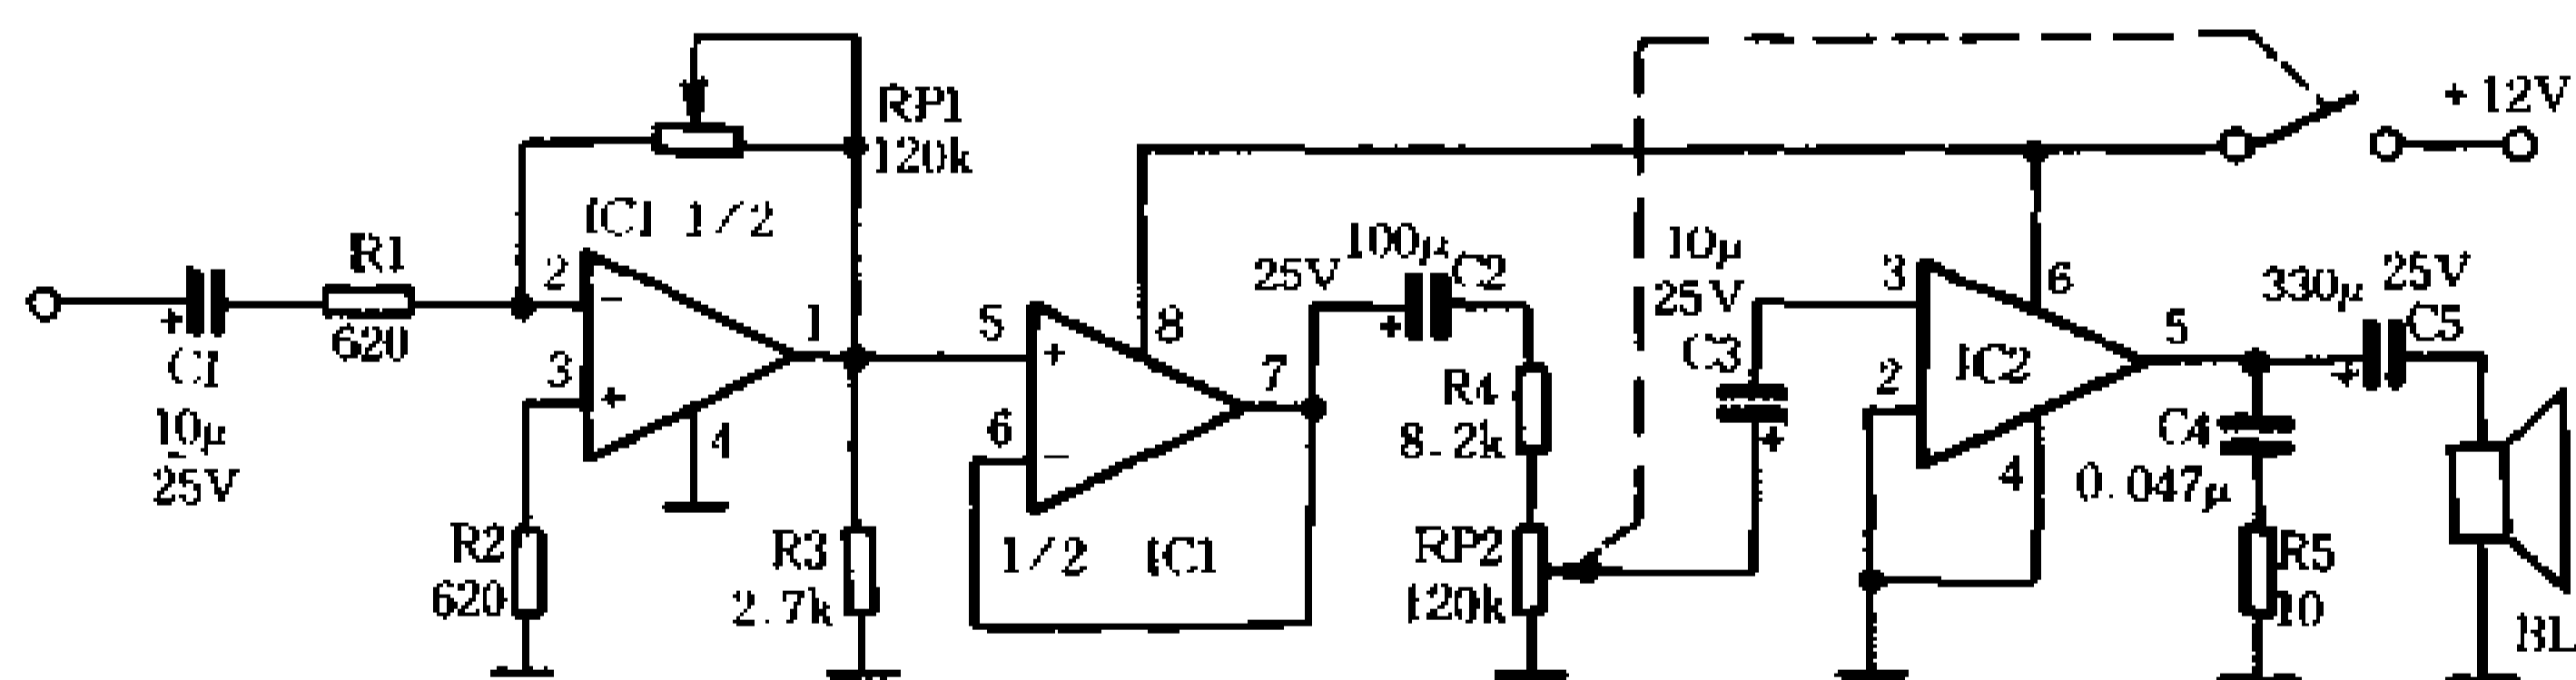 RP1
120k
+ 12V
IC1 1/2
R1
620
2
−
3
+
1
4
+
C1
10μ
25V
R2
620
R3
2.7k
5
+
6
−
8
7
1/2 IC1
25V
100μ
C2
+
R4
8.2k
RP2
120k
10μ
25V
C3
+
3
2
IC2
6
5
4
330μ
25V
C5
+
C4
0.047μ
R5
10
BL